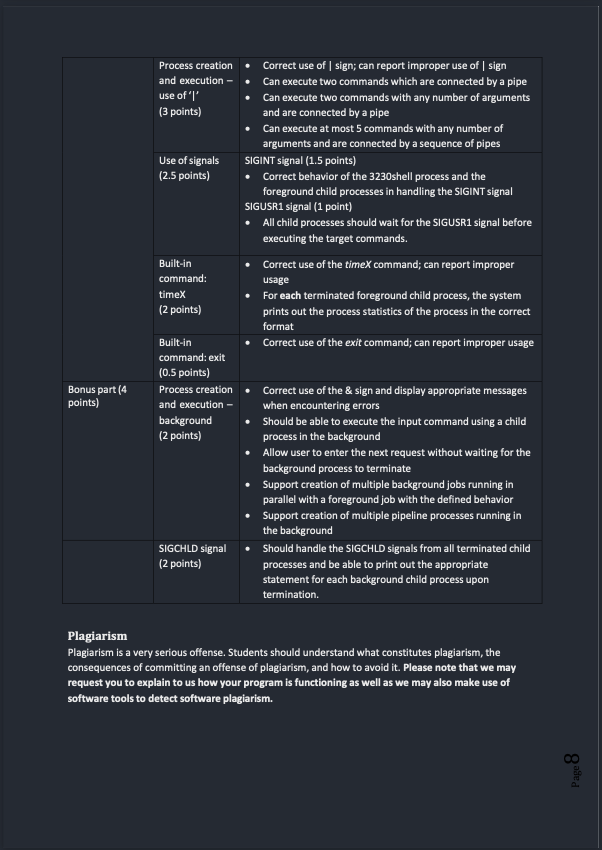 Process creation
and execution –
use of ‘|’
(3 points)
• Correct use of | sign; can report improper use of | sign
• Can execute two commands which are connected by a pipe
• Can execute two commands with any number of arguments
and are connected by a pipe
• Can execute at most 5 commands with any number of
arguments and are connected by a sequence of pipes
Use of signals
(2.5 points)
SIGINT signal (1.5 points)
• Correct behavior of the 3230shell process and the
foreground child processes in handling the SIGINT signal
SIGUSR1 signal (1 point)
• All child processes should wait for the SIGUSR1 signal before
executing the target commands.
Built-in
command:
timeX
(2 points)
• Correct use of the timeX command; can report improper
usage
• For each terminated foreground child process, the system
prints out the process statistics of the process in the correct
format
Built-in
command: exit
(0.5 points)
• Correct use of the exit command; can report improper usage
Bonus part (4
points)
Process creation
and execution –
background
(2 points)
• Correct use of the & sign and display appropriate messages
when encountering errors
• Should be able to execute the input command using a child
process in the background
• Allow user to enter the next request without waiting for the
background process to terminate
• Support creation of multiple background jobs running in
parallel with a foreground job with the defined behavior
• Support creation of multiple pipeline processes running in
the background
SIGCHLD signal
(2 points)
• Should handle the SIGCHLD signals from all terminated child
processes and be able to print out the appropriate
statement for each background child process upon
termination.
Plagiarism
Plagiarism is a very serious offense. Students should understand what constitutes plagiarism, the
consequences of committing an offense of plagiarism, and how to avoid it. Please note that we may
request you to explain to us how your program is functioning as well as we may also make use of
software tools to detect software plagiarism.
Page 8